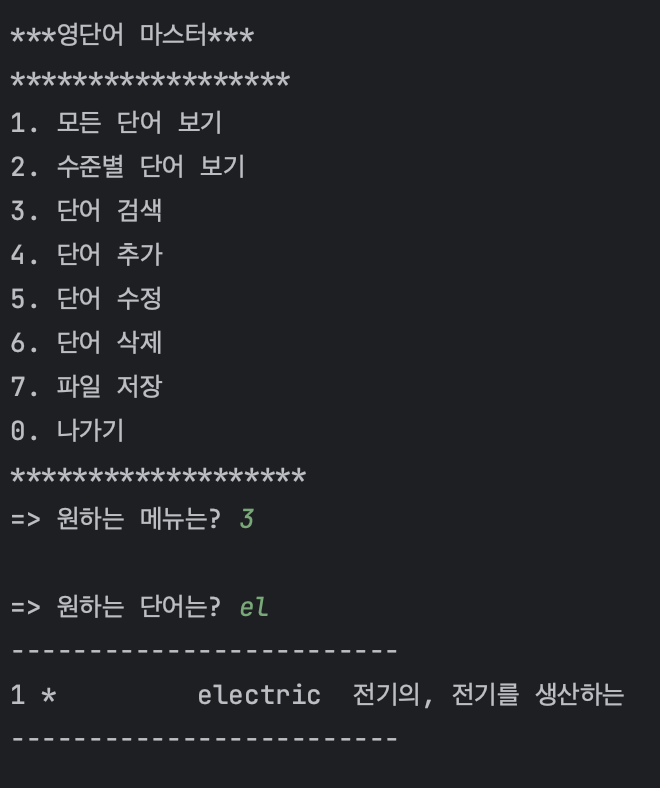 ***영단어 마스터***
******************
1. 모든 단어 보기
2. 수준별 단어 보기
3. 단어 검색
4. 단어 추가
5. 단어 수정
6. 단어 삭제
7. 파일 저장
0. 나가기
*******************
=> 원하는 메뉴는? 3
=> 원하는 단어는? el
-------------------------
1 *         electric  전기의, 전기를 생산하는
-------------------------